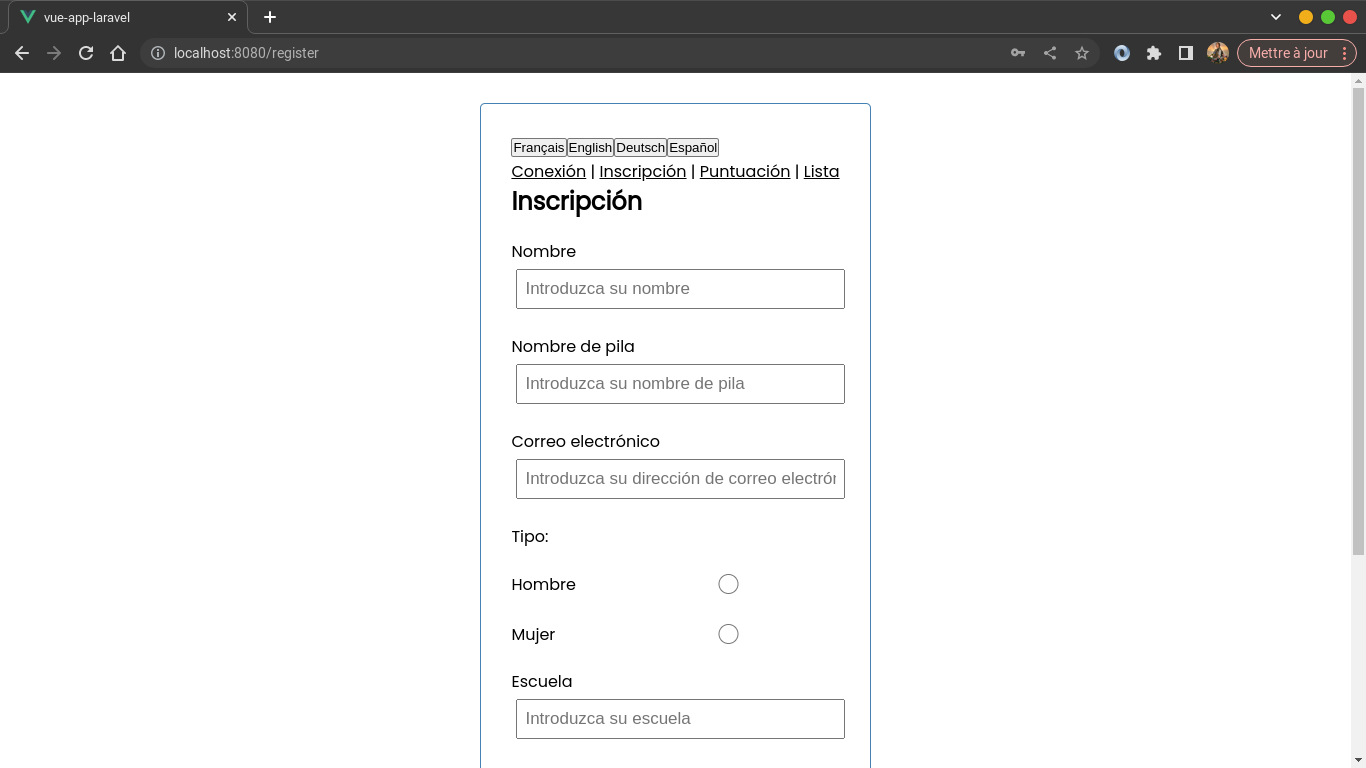 vue-app-laravel
localhost:8080/register
Mettre à jour
Français English Deutsch Español
Conexión | Inscripción | Puntuación | Lista
Inscripción
Nombre
Introduzca su nombre
Nombre de pila
Introduzca su nombre de pila
Correo electrónico
Introduzca su dirección de correo electrór
Tipo:
Hombre
Mujer
Escuela
Introduzca su escuela